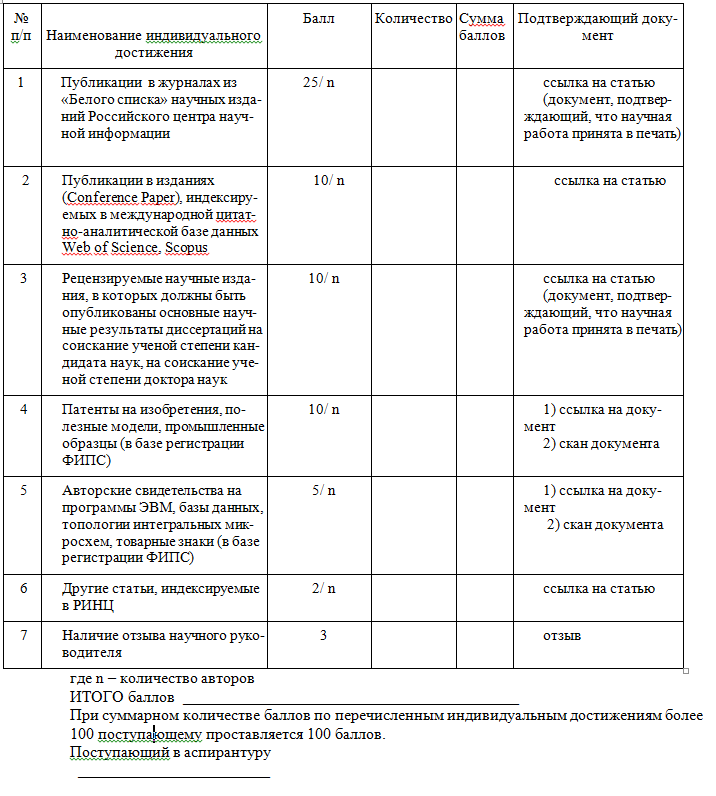 № п/п
Наименование индивидуального достижения
Балл
Количество
Сумма баллов
Подтверждающий доку-
мент
1
Публикации в журналах из
«Белого списка» научных изда-
ний Российского центра науч-
ной информации
25/ n
ссылка на статью
(документ, подтвер-
ждающий, что научная
работа принята в печать)
2
Публикации в изданиях
(Conference Paper), индексиру-
емых в международной цитат-
но-аналитической базе данных
Web of Science, Scopus
10/ n
ссылка на статью
3
Рецензируемые научные изда-
ния, в которых должны быть
опубликованы основные науч-
ные результаты диссертаций на
соискание ученой степени кан-
дидата наук, на соискание уче-
ной степени доктора наук
10/ n
ссылка на статью
(документ, подтвер-
ждающий, что научная
работа принята в печать)
4
Патенты на изобретения, по-
лезные модели, промышленные
образцы (в базе регистрации
ФИПС)
10/ n
1) ссылка на доку-
мент
2) скан документа
5
Авторские свидетельства на
программы ЭВМ, базы данных,
топологии интегральных мик-
росхем, товарные знаки (в базе
регистрации ФИПС)
5/ n
1) ссылка на доку-
мент
2) скан документа
6
Другие статьи, индексируемые
в РИНЦ
2/ n
ссылка на статью
7
Наличие отзыва научного руко-
водителя
3
отзыв
где n – количество авторов
ИТОГО баллов
При суммарном количестве баллов по перечисленным индивидуальным достижениям более
100 поступающему проставляется 100 баллов.
Поступающий в аспирантуру